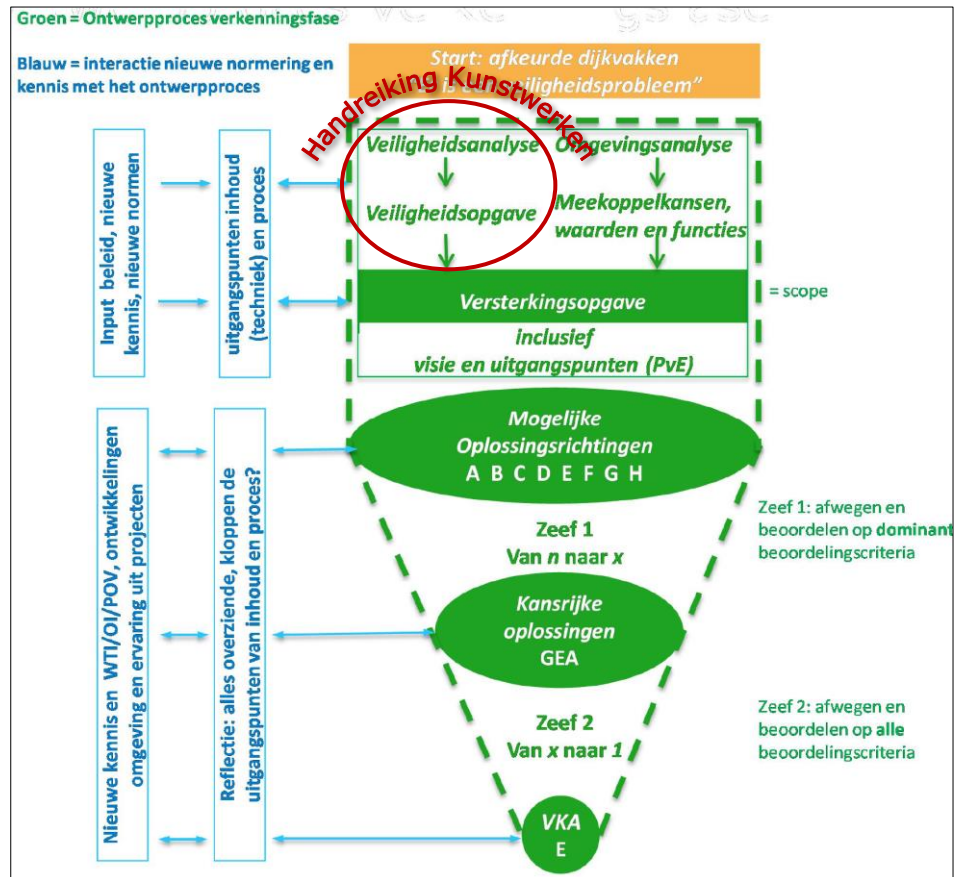 Groen = Ontwerpproces verkenningsfase
Blauw = interactie nieuwe normering en
kennis met het ontwerpproces
Start: afkeurde dijkvakken
is
iligheidsprobleem"
Handreiking Kunstwerken
Veiligheidsanalyse
Omgevingsanalyse
Veiligheidsopgave
Meekoppelkansen,
waarden en functies
Input beleid, nieuwe
kennis, nieuwe normen
uitgangspunten inhoud
(techniek) en proces
Versterkingsopgave
= scope
inclusief
visie en uitgangspunten (PvE)
Mogelijke
Oplossingsrichtingen
A B C D E F G H
Zeef 1
Van n naar x
Zeef 1: afwegen en
beoordelen op dominant
beoordelingscriteria
Kansrijke
oplossingen
GEA
Nieuwe kennis en WTI/OI/POV, ontwikkelingen
omgeving en ervaring uit projecten
Reflectie: alles overziende, kloppen de
uitgangspunten van inhoud en proces?
Zeef 2
Van x naar 1
Zeef 2: afwegen en
beoordelen op alle
beoordelingscriteria
VKA
E